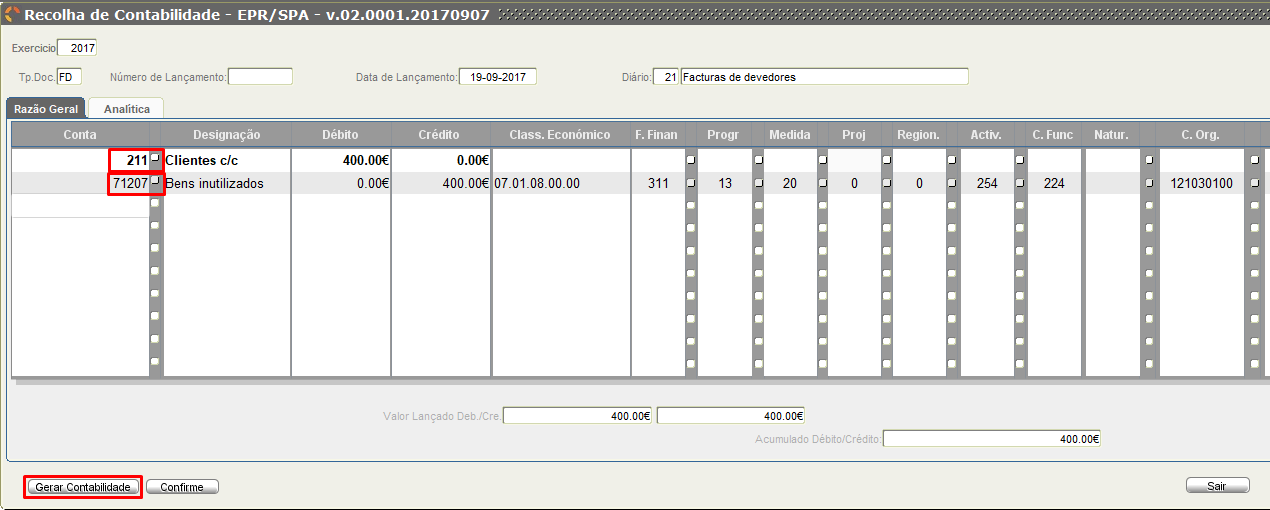 Recolha de Contabilidade - EPR/SPA - v.02.0001.20170907
Exercicio 2017
Tp.Doc. FD Número de Lançamento: Data de Lançamento: 19-09-2017 Diário: 21 Facturas de devedores
Razão Geral Analítica
Conta Designação Débito Crédito Class. Económico F. Finan Progr Medida Proj Region. Activ. C. Func Natur. C. Org.
211 Clientes c/c 400.00€ 0.00€
71207 Bens inutilizados 0.00€ 400.00€ 07.01.08.00.00 311 13 20 0 0 254 224 121030100
Valor Lançado Deb./Cre. 400.00€ 400.00€
Acumulado Débito/Crédito: 400.00€
Gerar Contabilidade Confirme Sair